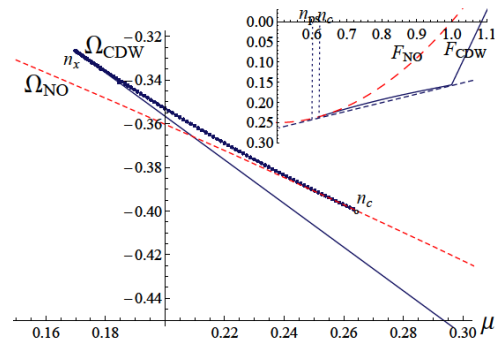 0.00
0.05
0.10
0.15
0.20
0.25
0.30
0.6 0.7 0.8 0.9 1.0 1.1
n_ps n_c
F_NO
F_CDW
Ω_CDW
n_x
Ω_NO
n_c
−0.32
−0.34
−0.36
−0.38
−0.40
−0.42
−0.44
0.16 0.18 0.22 0.24 0.26 0.28 0.30
μ